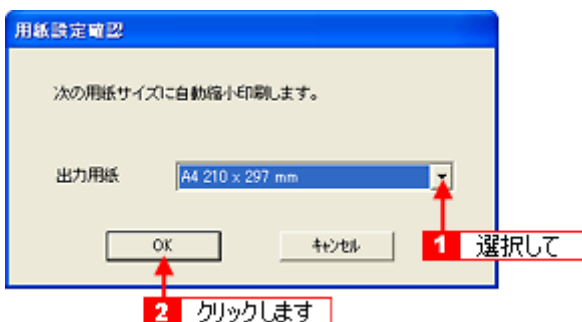 用紙設定確認
次の用紙サイズに自動縮小印刷します。
出力用紙 A4 210 x 297 mm
OK キャンセル 1 選択して
2 クリックします